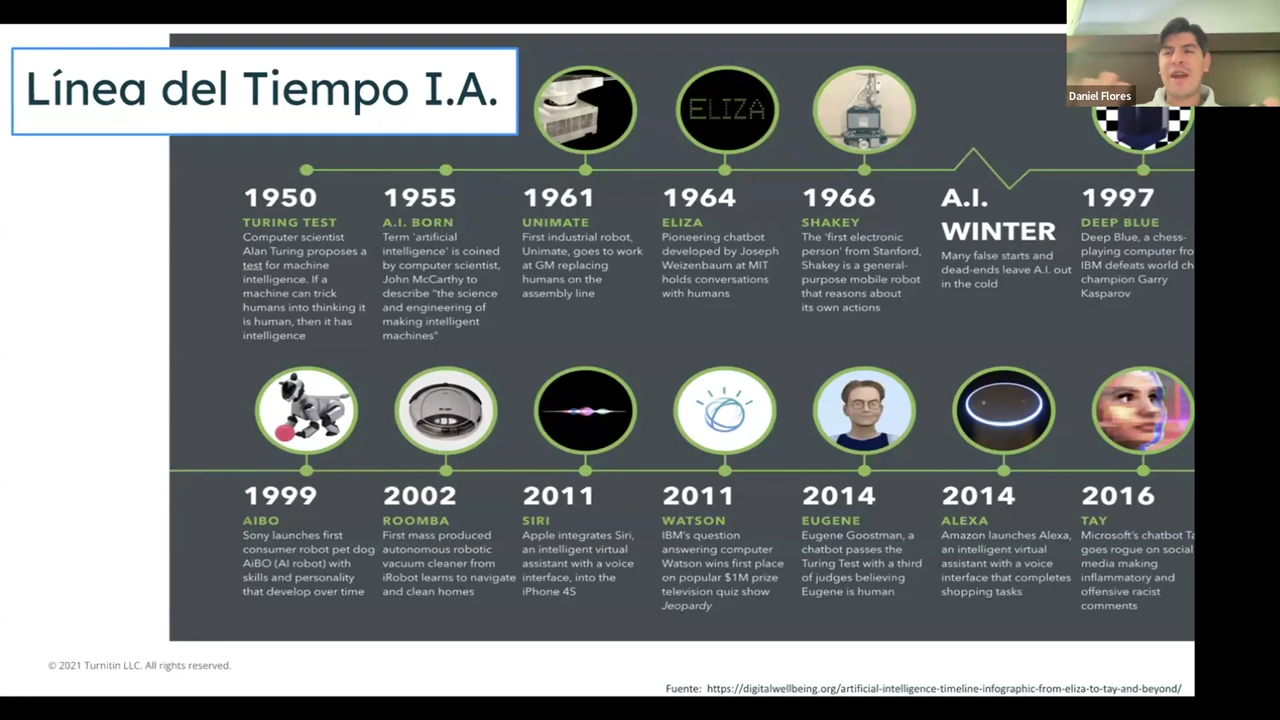 Línea del Tiempo I.A.
Daniel Flores
ELIZA
1950
TURING TEST
Computer scientist
Alan Turing proposes a
test for machine
intelligence. If a
machine can trick
humans into thinking it
is human, then it has
intelligence
1955
A.I. BORN
Term 'artificial
intelligence' is coined
by computer scientist,
John McCarthy to
describe "the science
and engineering of
making intelligent
machines"
1961
UNIMATE
First industrial robot,
Unimate, goes to work
at GM replacing
humans on the
assembly line
1964
ELIZA
Pioneering chatbot
developed by Joseph
Weizenbaum at MIT
holds conversations
with humans
1966
SHAKEY
The 'first electronic
person' from Stanford,
Shakey is a general-
purpose mobile robot
that reasons about
its own actions
A.I.
WINTER
Many false starts and
dead-ends leave A.I. out
in the cold
1997
DEEP BLUE
Deep Blue, a chess-
playing computer fro
IBM defeats world ch
champion Garry
Kasparov
1999
AIBO
Sony launches first
consumer robot pet dog
AiBO (AI robot) with
skills and personality
that develop over time
2002
ROOMBA
First mass produced
autonomous robotic
vacuum cleaner from
iRobot learns to navigate
and clean homes
2011
SIRI
Apple integrates Siri,
an intelligent virtual
assistant with a voice
interface, into the
iPhone 4S
2011
WATSON
IBM's question
answering computer
Watson wins first place
on popular $1M prize
television quiz show
Jeopardy
2014
EUGENE
Eugene Goostman, a
chatbot passes the
Turing Test with a third
of judges believing
Eugene is human
2014
ALEXA
Amazon launches Alexa,
an intelligent virtual
assistant with a voice
interface that completes
shopping tasks
2016
TAY
Microsoft's chatbot Ta
goes rogue on social
media making
inflammatory and
offensive racist
comments
© 2021 Turnitin LLC. All rights reserved.
Fuente: https://digitalwellbeing.org/artificial-intelligence-timeline-infographic-from-eliza-to-tay-and-beyond/